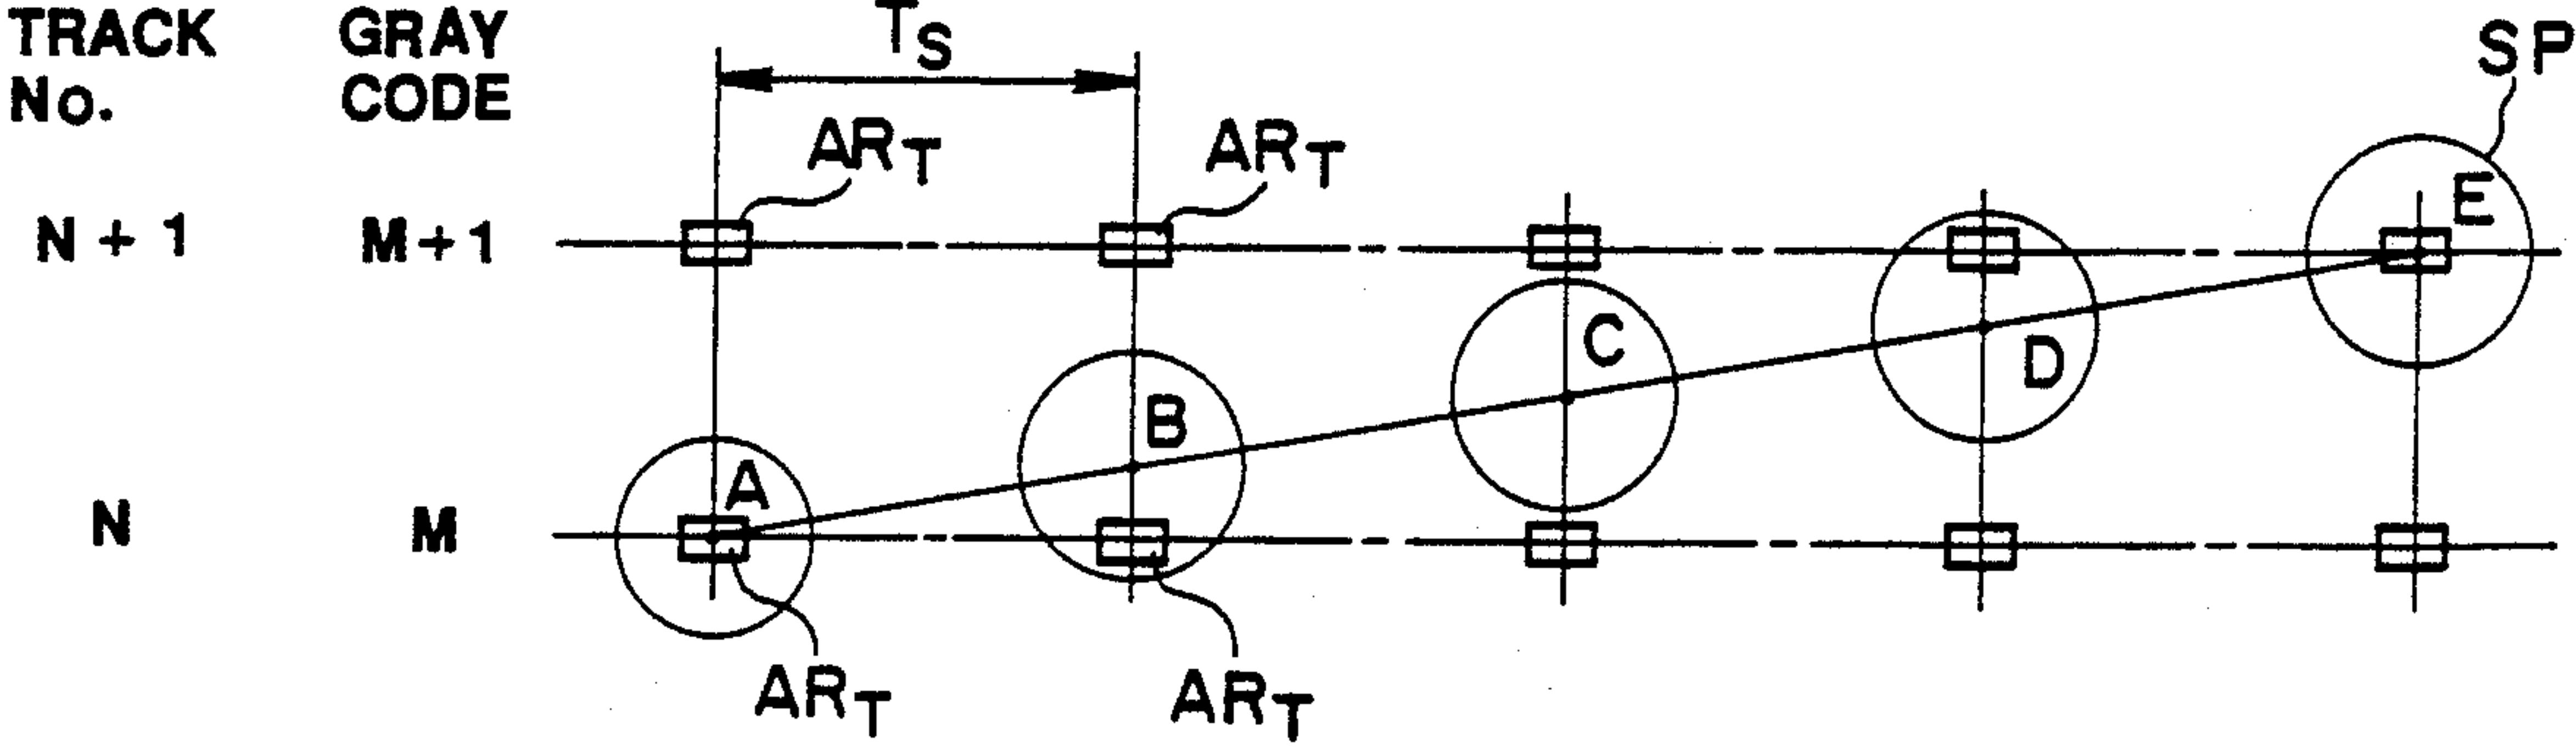 TRACK No.
GRAY CODE
TS
SP
ART
ART
N + 1
M + 1
E
C
D
B
A
N
M
ART
ART